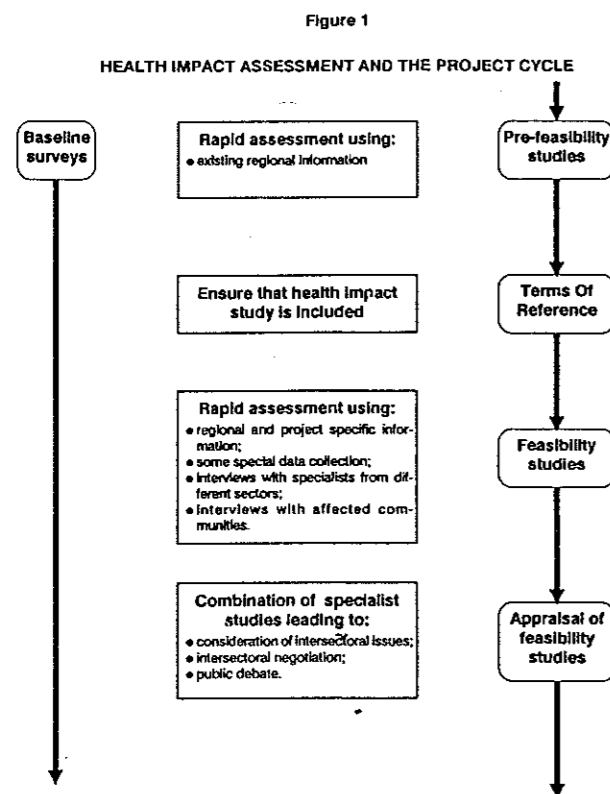 Figure 1
HEALTH IMPACT ASSESSMENT AND THE PROJECT CYCLE
Baseline
surveys
Rapid assessment using:
• existing regional information
Pre-feasibility
studies
Ensure that health impact
study is included
Terms Of
Reference
Rapid assessment using:
• regional and project specific infor-
mation;
• some special data collection;
• interviews with specialists from dif-
ferent sectors;
• interviews with affected com-
munities.
Feasibility
studies
Combination of specialist
studies leading to:
• consideration of intersectoral issues;
• intersectoral negotiation;
• public debate.
Appraisal of
feasibility
studies